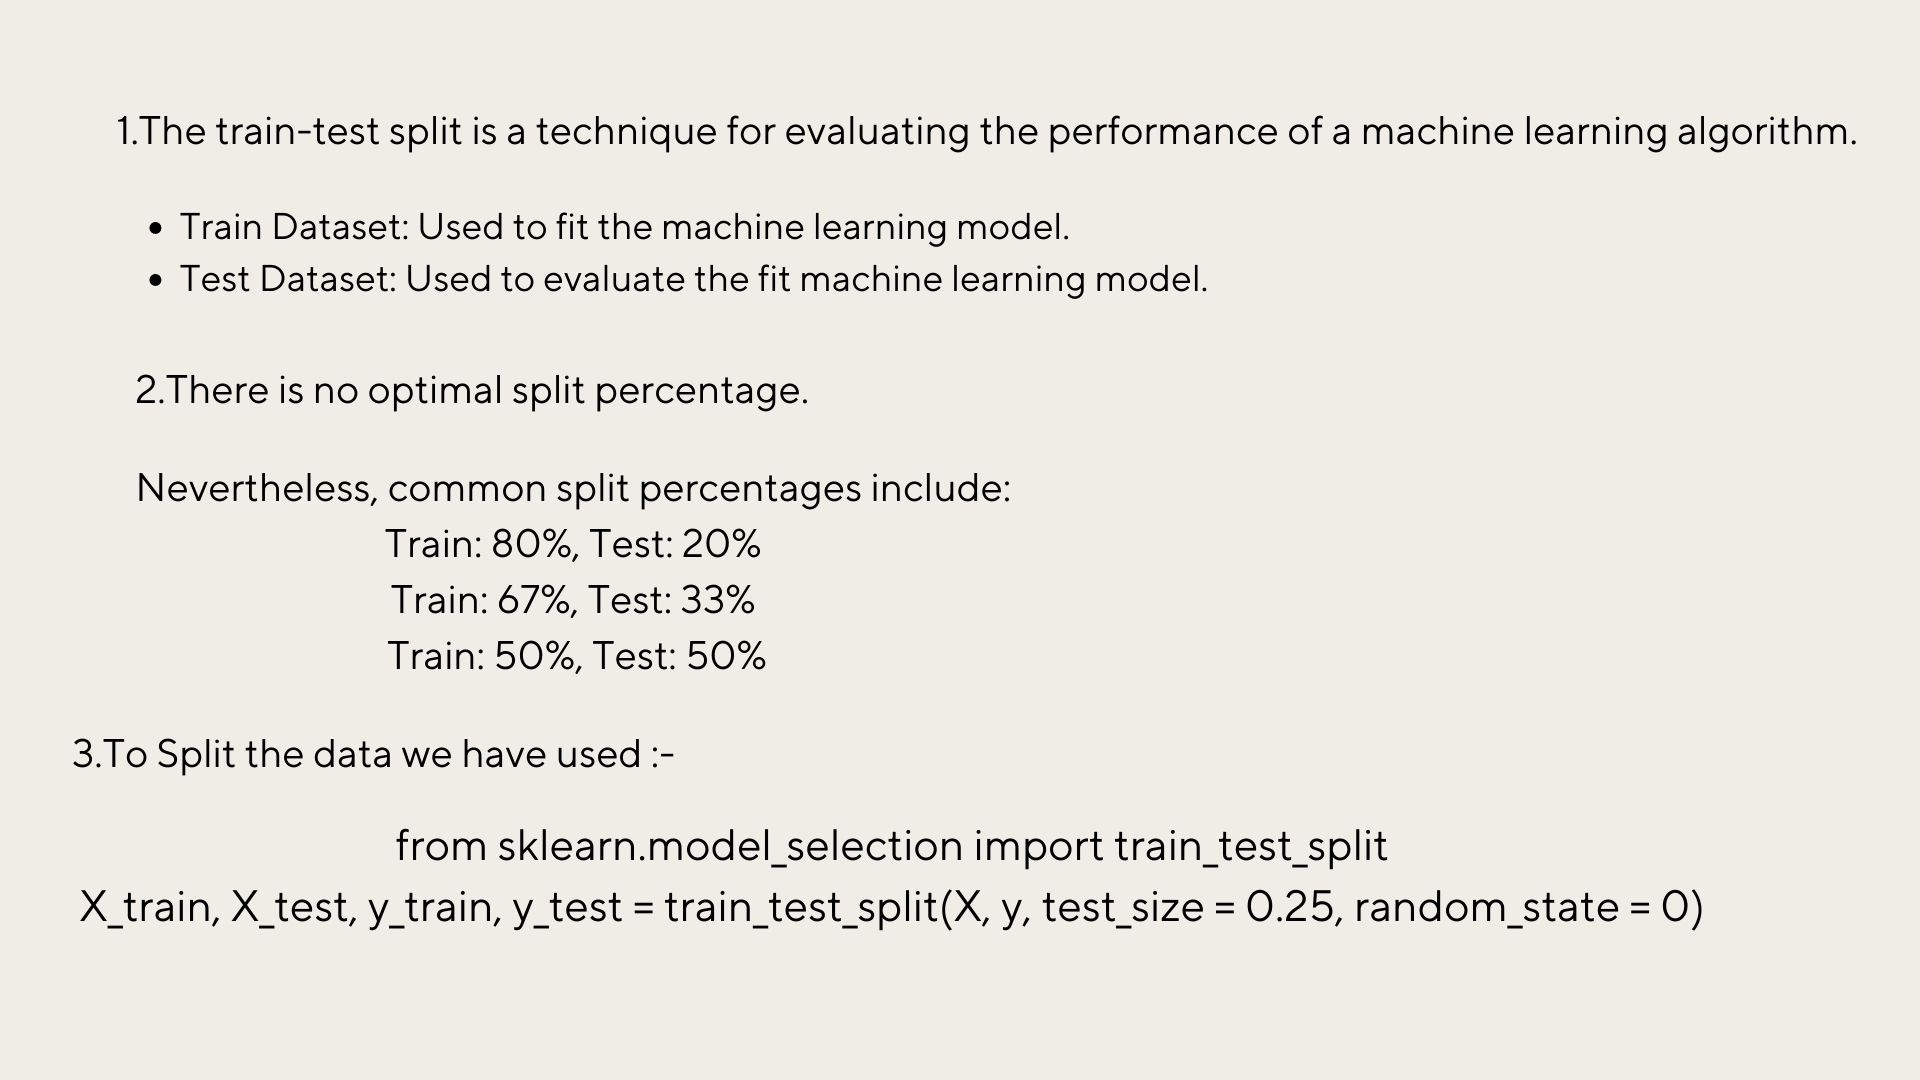 1.The train-test split is a technique for evaluating the performance of a machine learning algorithm.
• Train Dataset: Used to fit the machine learning model.
• Test Dataset: Used to evaluate the fit machine learning model.
2.There is no optimal split percentage.
Nevertheless, common split percentages include:
Train: 80%, Test: 20%
Train: 67%, Test: 33%
Train: 50%, Test: 50%
3.To Split the data we have used :-
from sklearn.model_selection import train_test_split
X_train, X_test, y_train, y_test = train_test_split(X, y, test_size = 0.25, random_state = 0)